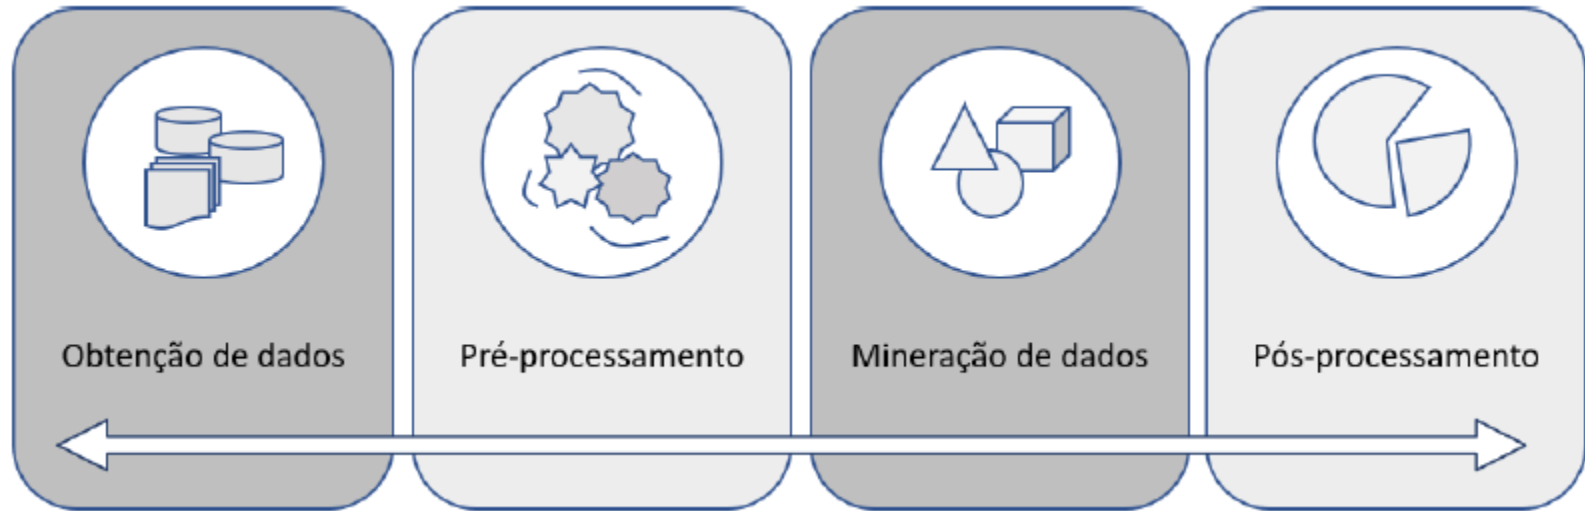 Obtenção de dados
Pré-processamento
Mineração de dados
Pós-processamento